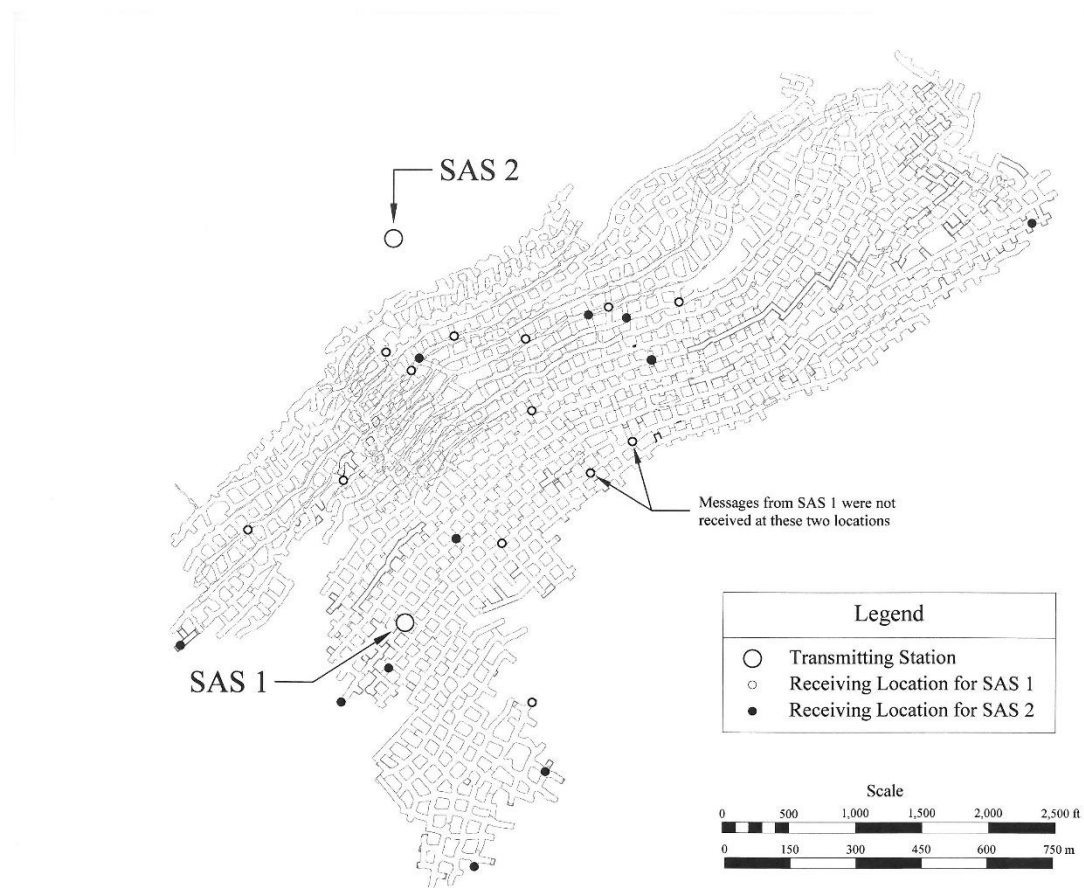 SAS 2
Messages from SAS 1 were not
received at these two locations
SAS 1
Legend
Transmitting Station
Receiving Location for SAS 1
Receiving Location for SAS 2
Scale
0 500 1,000 1,500 2,000 2,500 ft
0 150 300 450 600 750 m